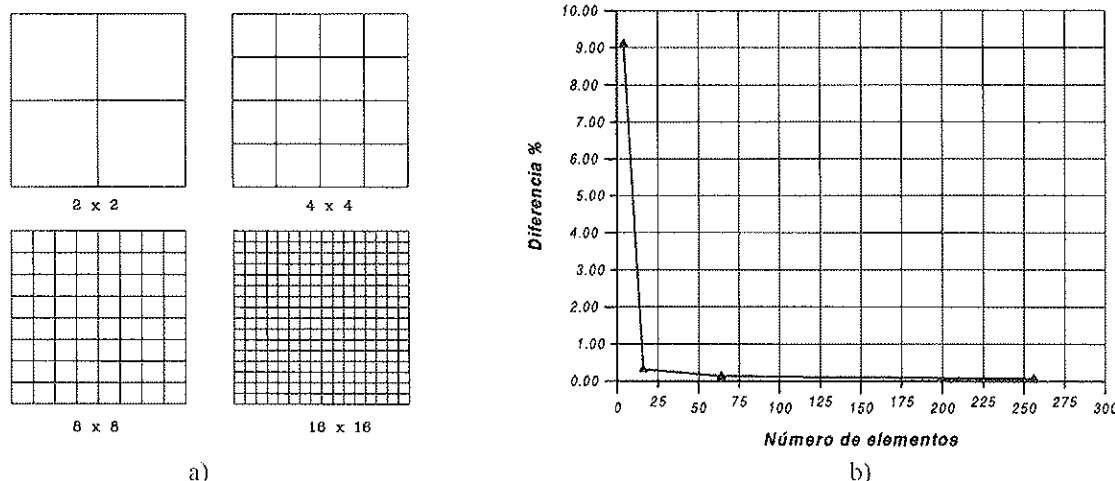 2 x 2
4 x 4
8 x 8
16 x 16
a)
10.00
9.00
8.00
7.00
6.00
5.00
4.00
3.00
2.00
1.00
0.00
Diferencia %
0 25 50 75 100 125 150 175 200 225 250 275 300
Número de elementos
b)